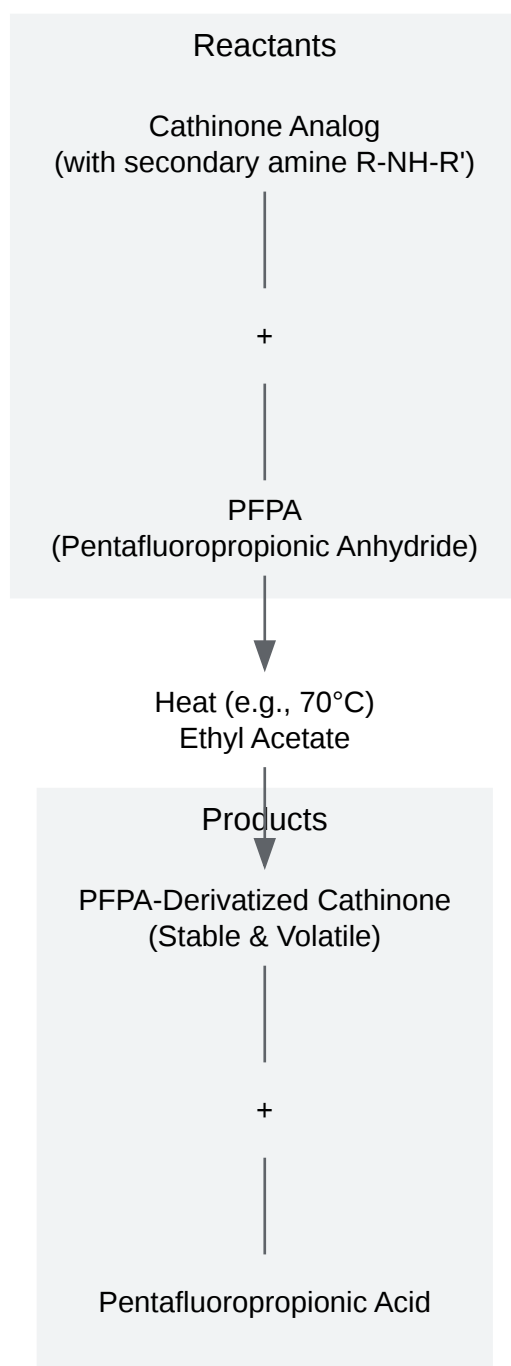 Reactants
Cathinone Analog
(with secondary amine R-NH-R')
+
PFPA
(Pentafluoropropionic Anhydride)
Heat (e.g., 70°C)
Ethyl Acetate
Products
PFPA-Derivatized Cathinone
(Stable & Volatile)
+
Pentafluoropropionic Acid